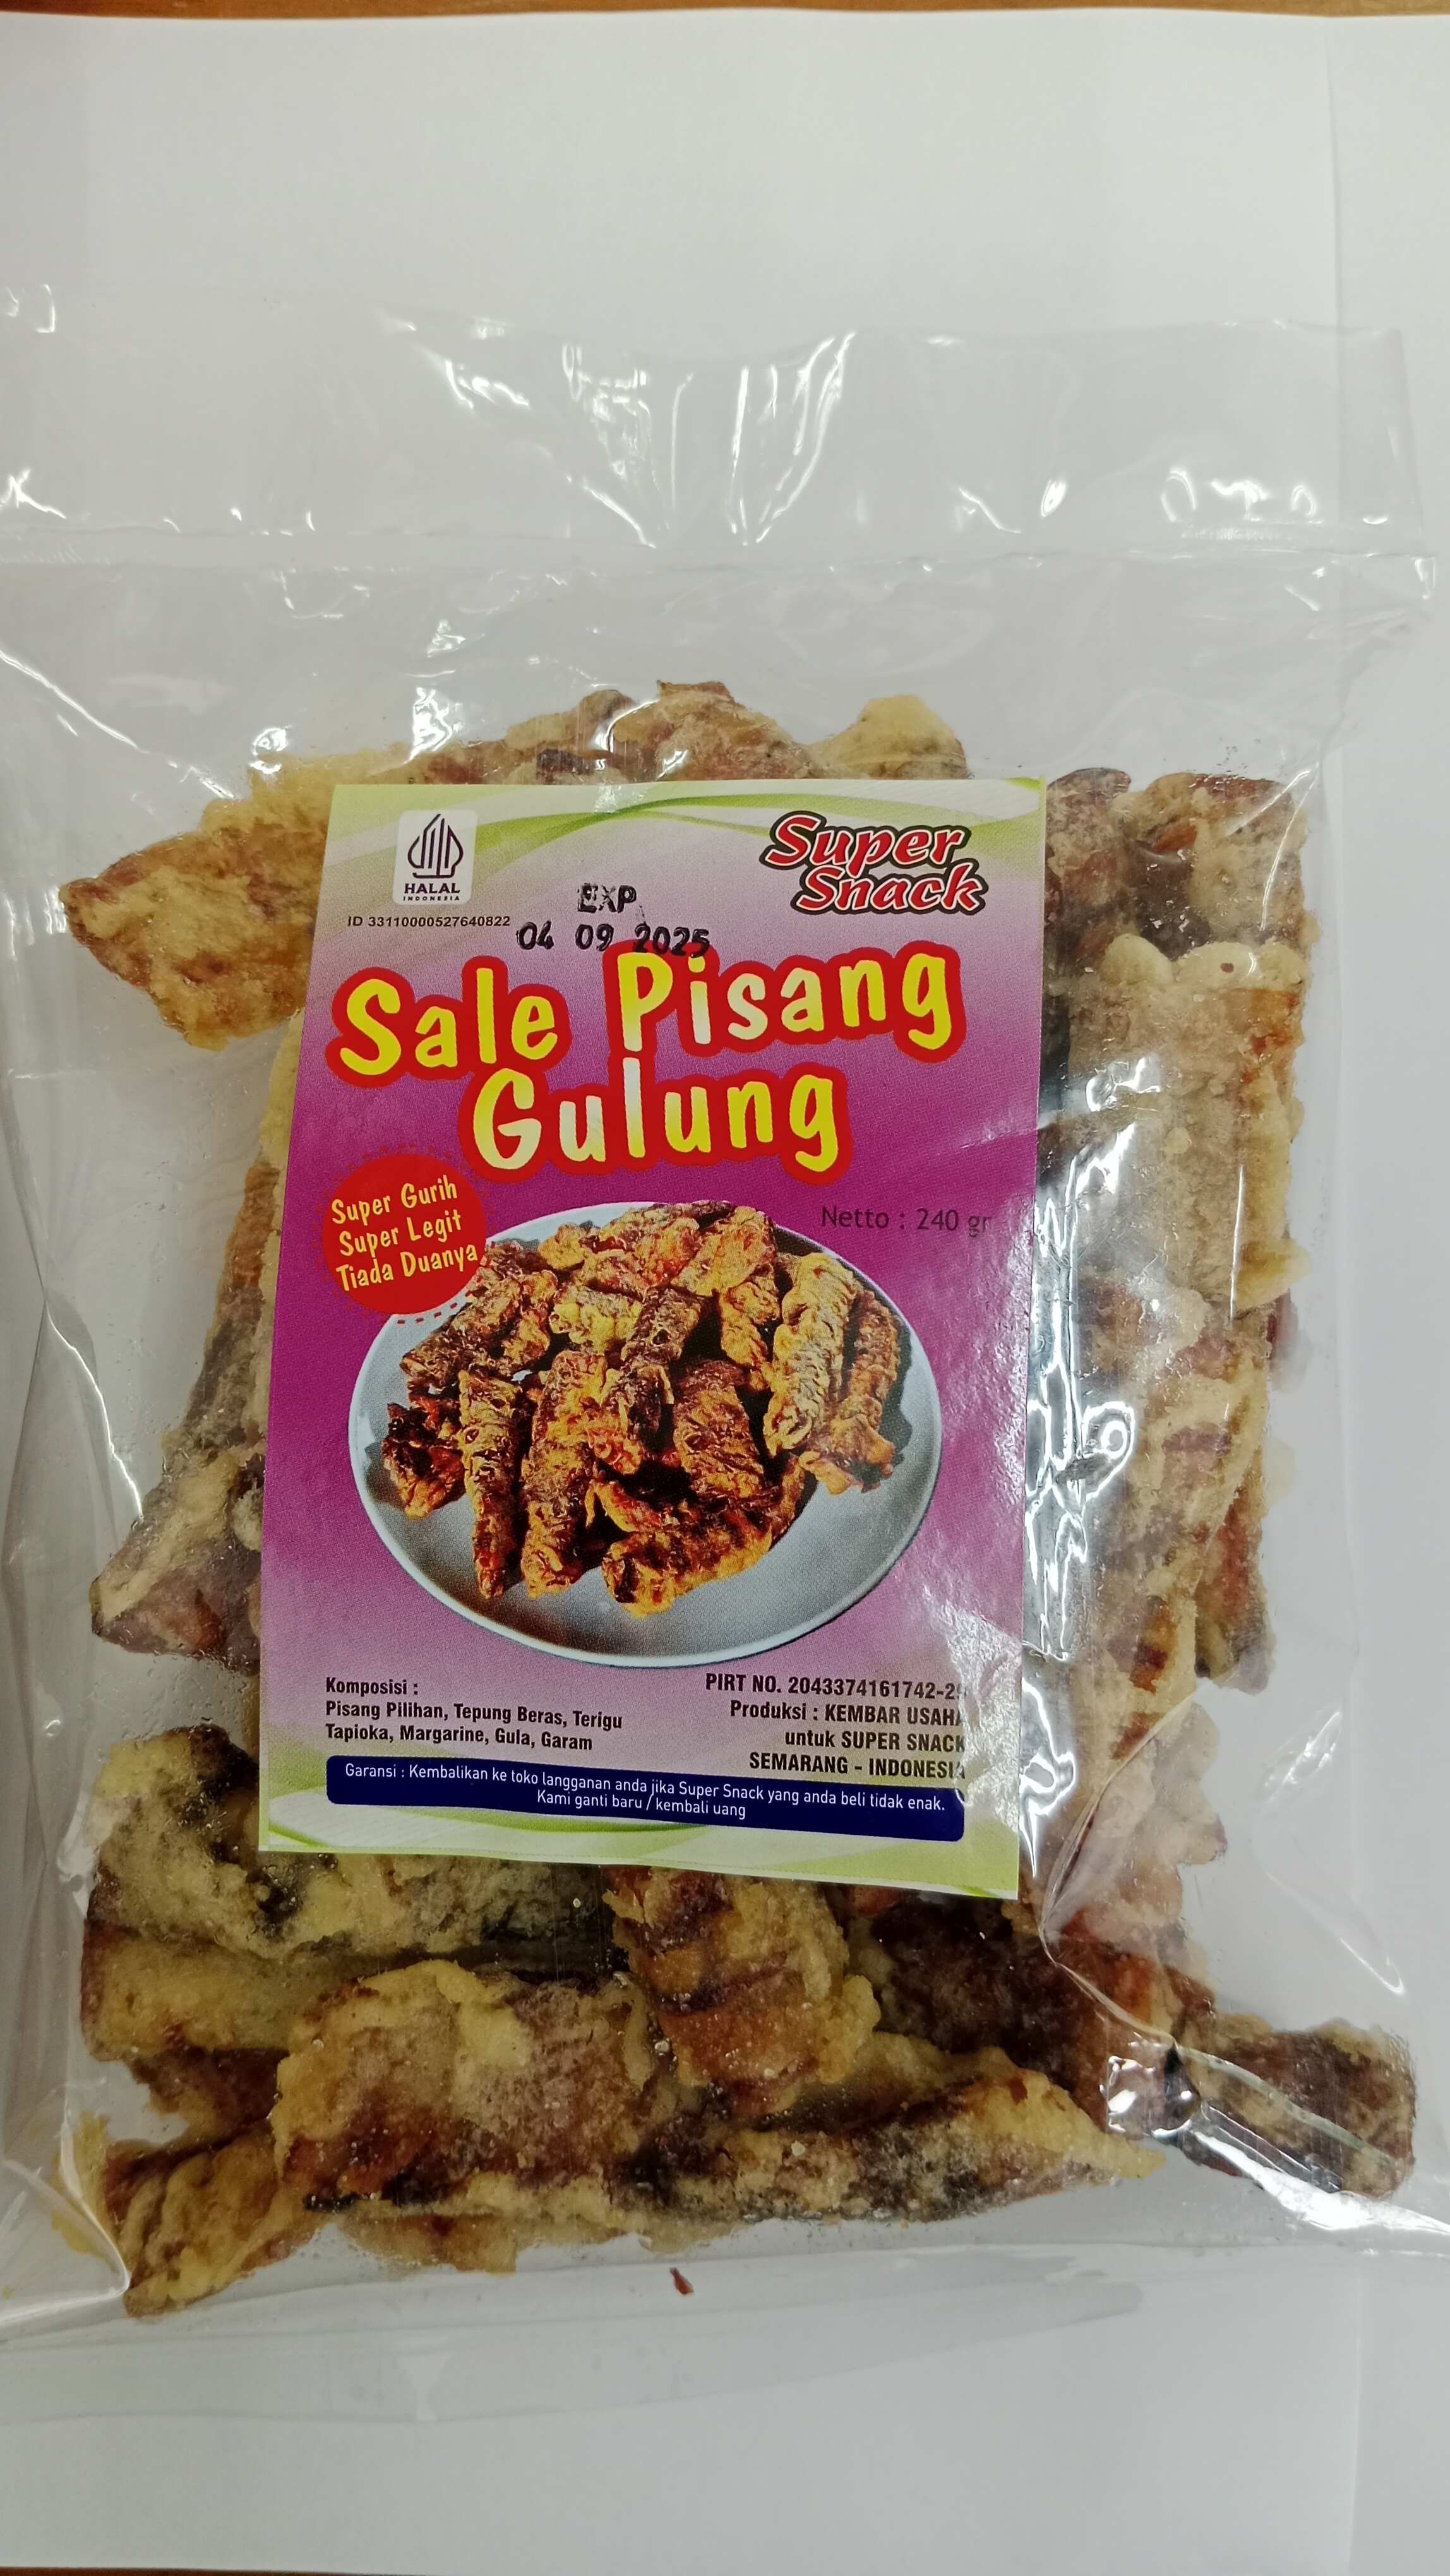 HALAL
INDONESIA
ID 33110000527640822
EXP
04 09 2025
Super
Snack
Sale Pisang
Gulung
Super Gurih
Super Legit
Tiada Duanya
Netto : 240 gr
Komposisi :
Pisang Pilihan, Tepung Beras, Terigu
Tapioka, Margarine, Gula, Garam
PIRT NO. 2043374161742-2
Produksi : KEMBAR USAHA
untuk SUPER SNACK
SEMARANG - INDONESIA
Garansi : Kembalikan ke toko langganan anda jika Super Snack yang anda beli tidak enak.
Kami ganti baru / kembali uang